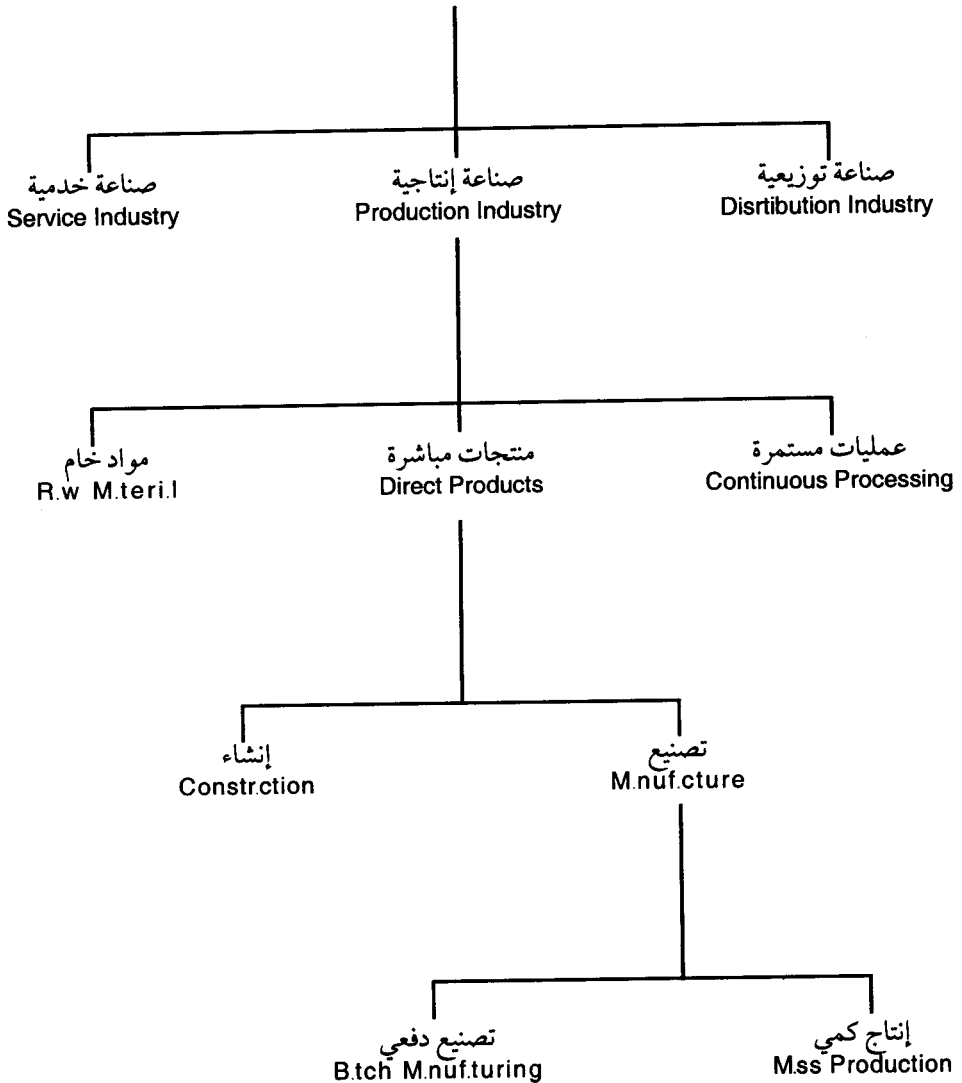 صناعة خدمية
Service Industry
صناعة إنتاجية
Production Industry
صناعة توزيعية
Disrtibution Industry
مواد خام
R.w M.teri.l
منتجات مباشرة
Direct Products
عمليات مستمرة
Continuous Processing
إنشاء
Constr.ction
تصنيع
M.nuf.cture
تصنيع دفعي
B.tch M.nuf.turing
إنتاج كمي
M.ss Production